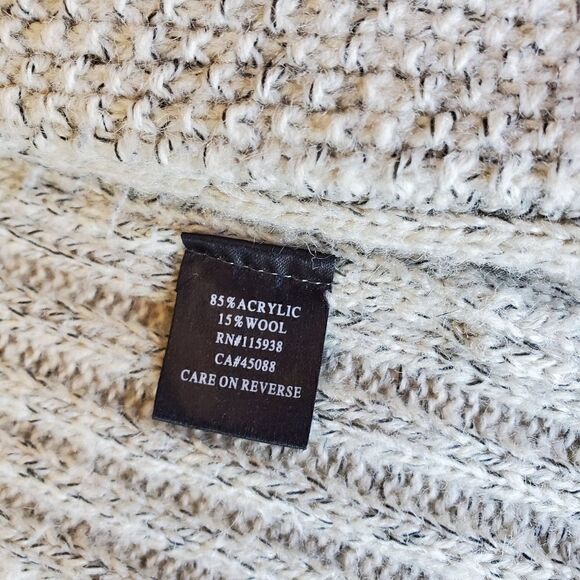 85%ACRYLIC
15%WOOL
RN#115938
CA#45088
CARE ON REVERSE